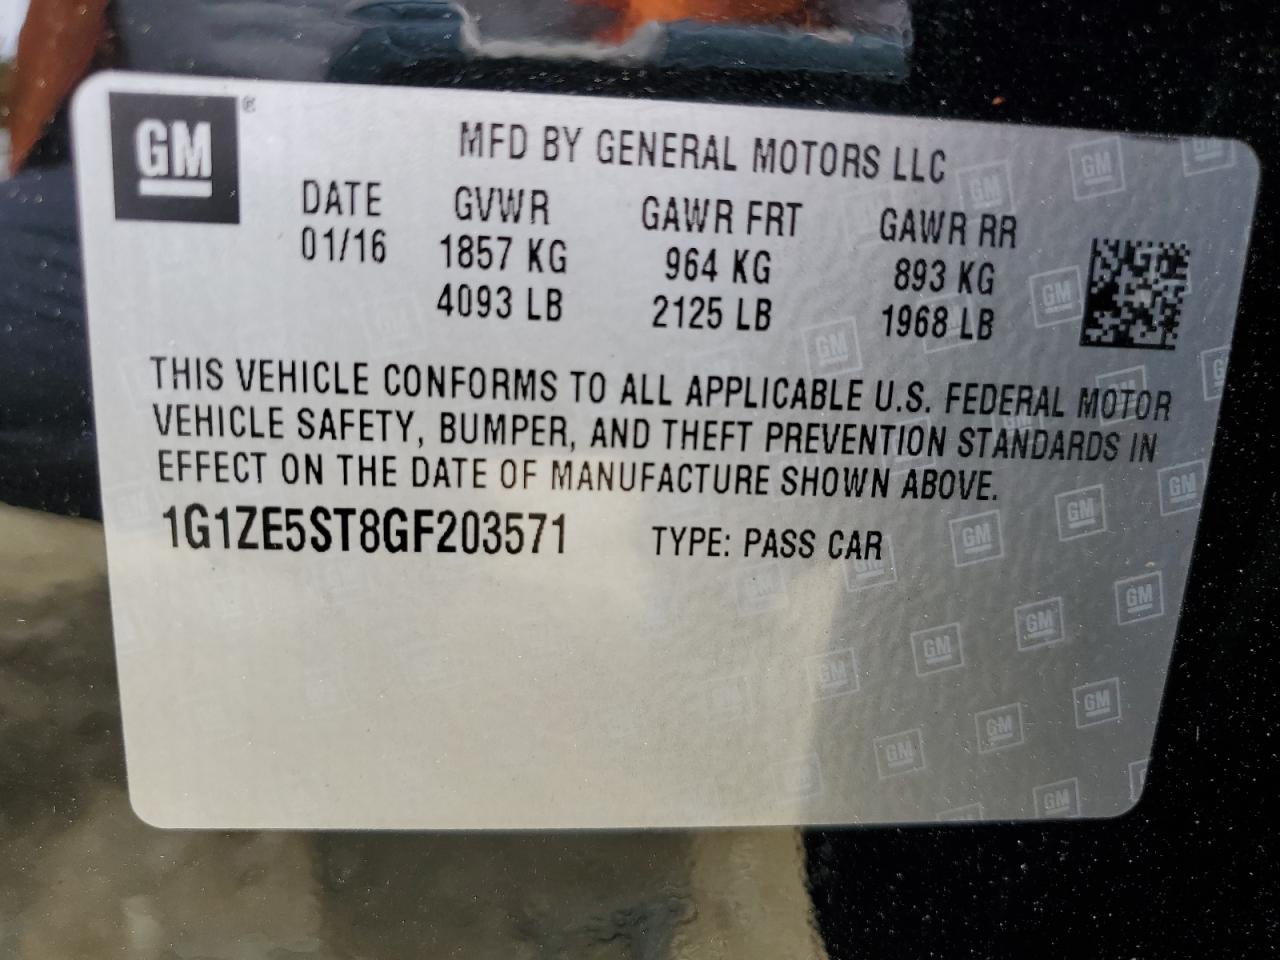 GM
MFD BY GENERAL MOTORS LLC
DATE GVWR GAWR FRT GAWR RR
01/16 1857 KG 964 KG 893 KG
4093 LB 2125 LB 1968 LB
THIS VEHICLE CONFORMS TO ALL APPLICABLE U.S. FEDERAL MOTOR
VEHICLE SAFETY, BUMPER, AND THEFT PREVENTION STANDARDS IN
EFFECT ON THE DATE OF MANUFACTURE SHOWN ABOVE.
1G1ZE5ST8GF203571 TYPE: PASS CAR